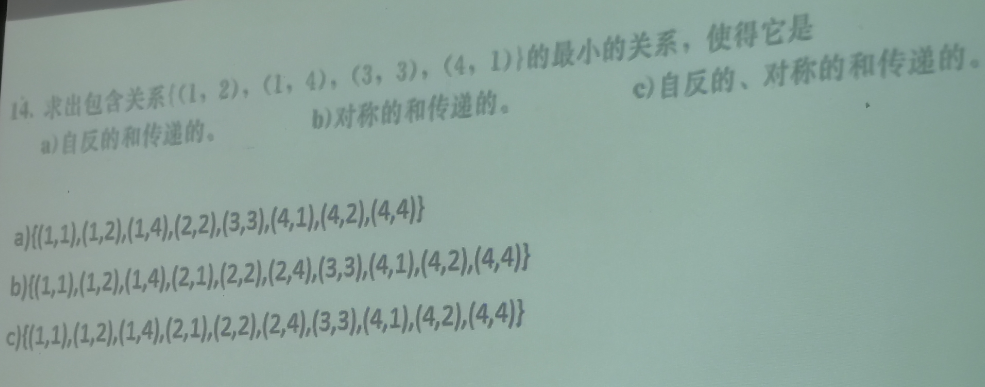 14. 求出包含关系{(1, 2), (1, 4), (3, 3), (4, 1)}的最小的关系，使得它是
a)自反的和传递的。 b)对称的和传递的。 c)自反的、对称的和传递的。
a){(1,1),(1,2),(1,4),(2,2),(3,3),(4,1),(4,2),(4,4)}
b){(1,1),(1,2),(1,4),(2,1),(2,2),(2,4),(3,3),(4,1),(4,2),(4,4)}
c){(1,1),(1,2),(1,4),(2,1),(2,2),(2,4),(3,3),(4,1),(4,2),(4,4)}